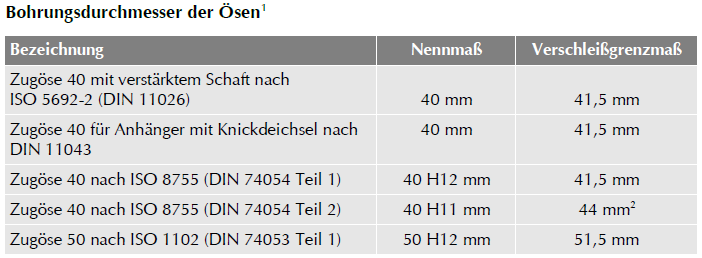 Bohrungsdurchmesser der Ösen¹
Bezeichnung Nennmaß Verschleißgrenzmaß
Zugöse 40 mit verstärktem Schaft nach
ISO 5692-2 (DIN 11026) 40 mm 41,5 mm
Zugöse 40 für Anhänger mit Knickdeichsel nach 40 mm 41,5 mm
DIN 11043
Zugöse 40 nach ISO 8755 (DIN 74054 Teil 1) 40 H12 mm 41,5 mm
Zugöse 40 nach ISO 8755 (DIN 74054 Teil 2) 40 H11 mm 44 mm²
Zugöse 50 nach ISO 1102 (DIN 74053 Teil 1) 50 H12 mm 51,5 mm